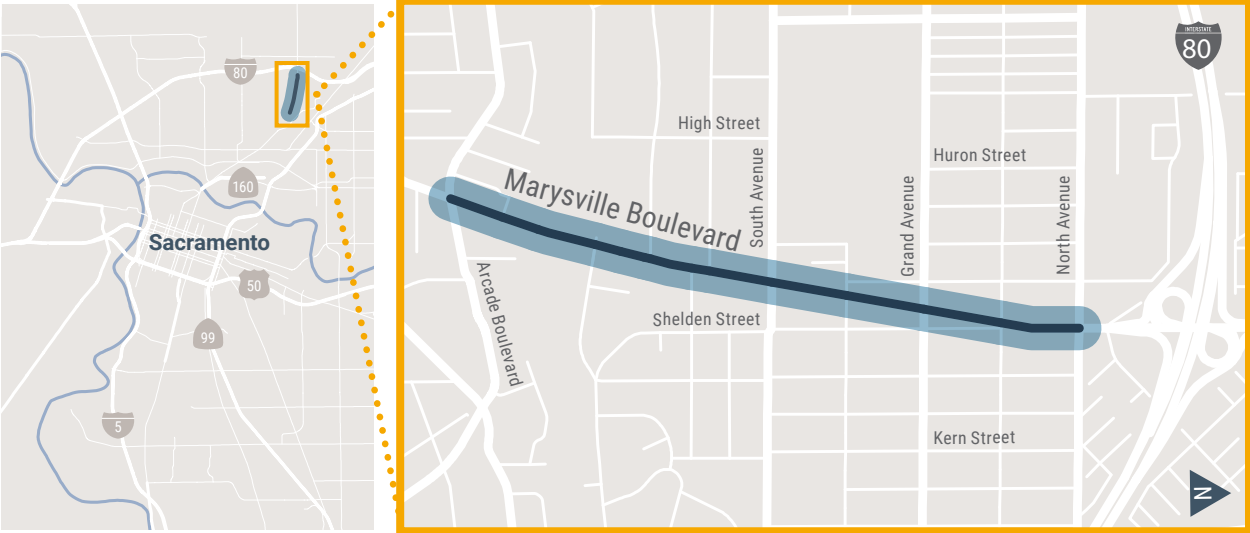 80
160
Sacramento
50
99
5
INTERSTATE
80
High Street
Huron Street
Marysville Boulevard
South Avenue
Grand Avenue
North Avenue
Arcade Boulevard
Shelden Street
Kern Street
N